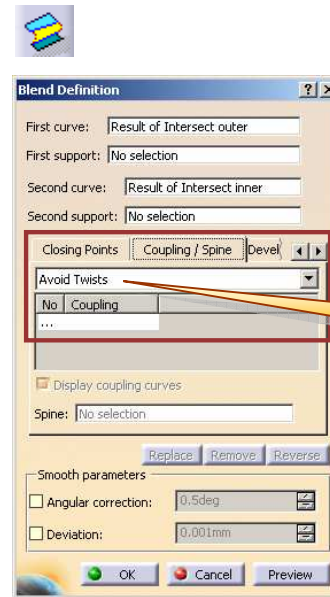 Blend Definition
First curve: Result of Intersect outer
First support: No selection
Second curve: Result of Intersect inner
Second support: No selection
Closing Points Coupling / Spine Devel
Avoid Twists
No Coupling
...
Display coupling curves
Spine: No selection
Replace Remove Reverse
Smooth parameters
Angular correction: 0.5deg
Deviation: 0.001mm
OK Cancel Preview